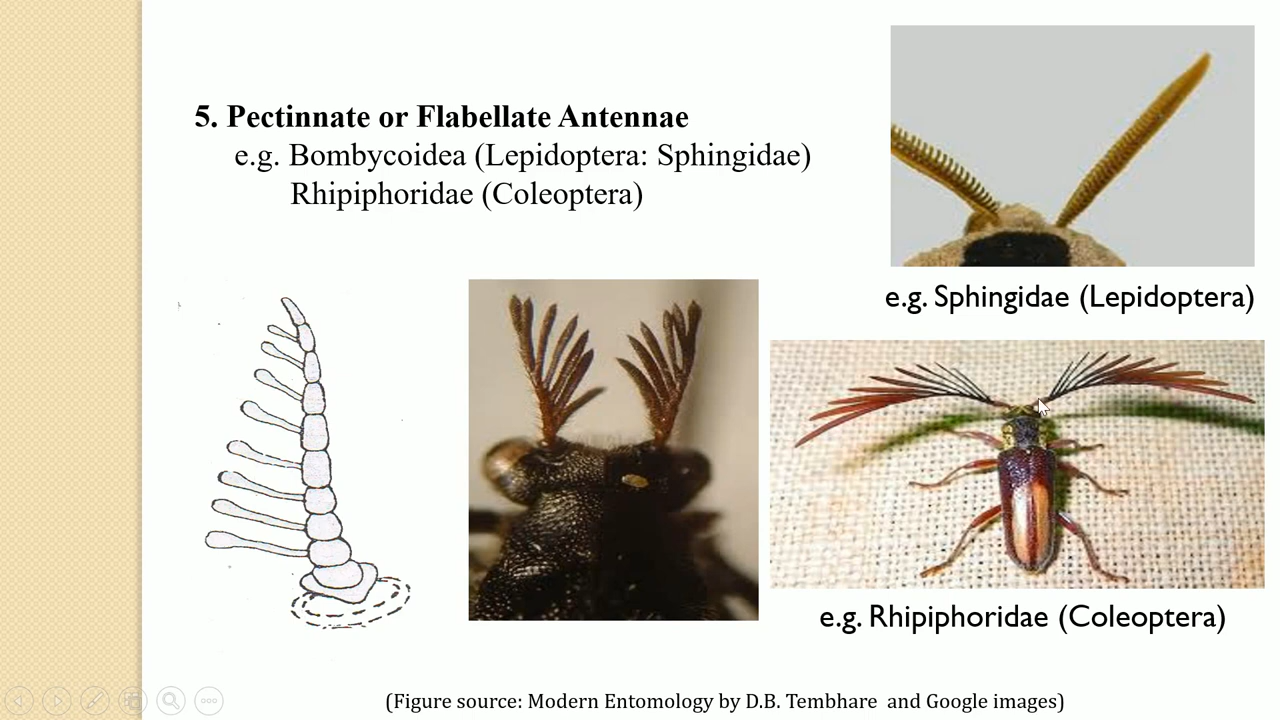 5. Pectinnate or Flabellate Antennae
e.g. Bombycoidea (Lepidoptera: Sphingidae)
Rhipiphoridae (Coleoptera)
e.g. Sphingidae (Lepidoptera)
e.g. Rhipiphoridae (Coleoptera)
(Figure source: Modern Entomology by D.B. Tembhare and Google images)